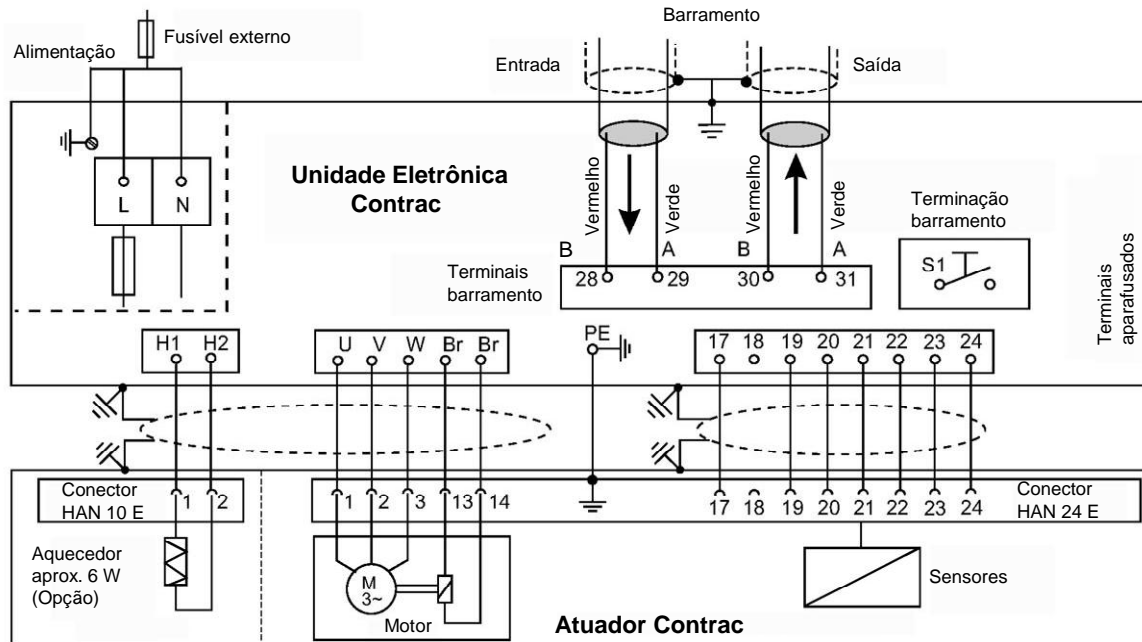 Barramento
Fusível externo
Alimentação
Entrada
Saída
Unidade Eletrônica
Contrac
Vermelho
Verde
Vermelho
Verde
Terminação
barramento
L N
B A B A
S1
Terminais
barramento
28 29 30 31
Terminais
aparafusados
H1 H2
U V W Br Br
PE
17 18 19 20 21 22 23 24
Conector
HAN 10 E
1 2
1 2 3 13 14
17 18 19 20 21 22 23 24
Conector
HAN 24 E
Aquecedor
aprox. 6 W
(Opção)
M
3~
Motor
Sensores
Atuador Contrac